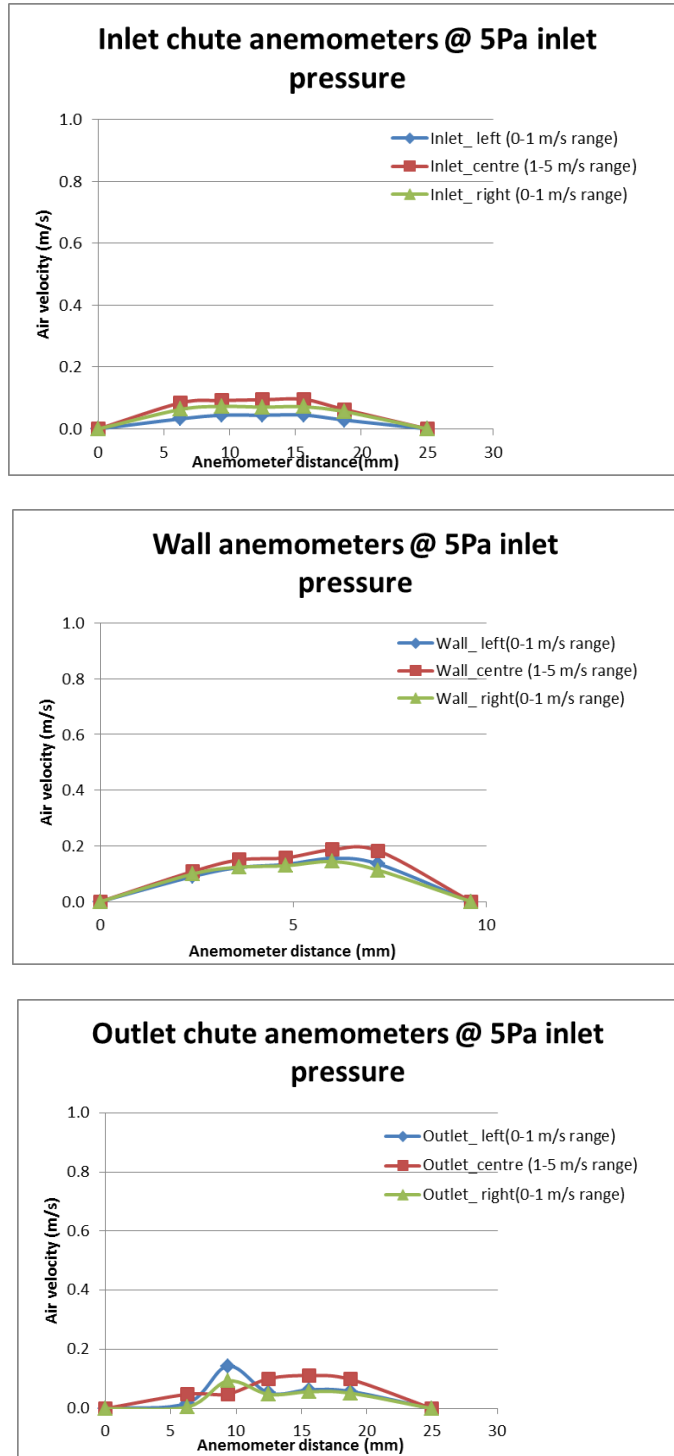 Inlet chute anemometers @ 5Pa inlet
pressure
1.0
0.8
0.6
0.4
0.2
0.0
Air velocity (m/s)
Inlet_ left (0-1 m/s range)
Inlet_centre (1-5 m/s range)
Inlet_ right (0-1 m/s range)
0 5 10 15 20 25 30
Anemometer distance(mm)
Wall anemometers @ 5Pa inlet
pressure
1.0
0.8
0.6
0.4
0.2
0.0
Air velocity (m/s)
Wall_ left(0-1 m/s range)
Wall_centre (1-5 m/s range)
Wall_ right(0-1 m/s range)
0 5 10
Anemometer distance (mm)
Outlet chute anemometers @ 5Pa inlet
pressure
1.0
0.8
0.6
0.4
0.2
0.0
Air velocity (m/s)
Outlet_ left(0-1 m/s range)
Outlet_centre (1-5 m/s range)
Outlet_ right(0-1 m/s range)
0 5 10 15 20 25 30
Anemometer distance (mm)